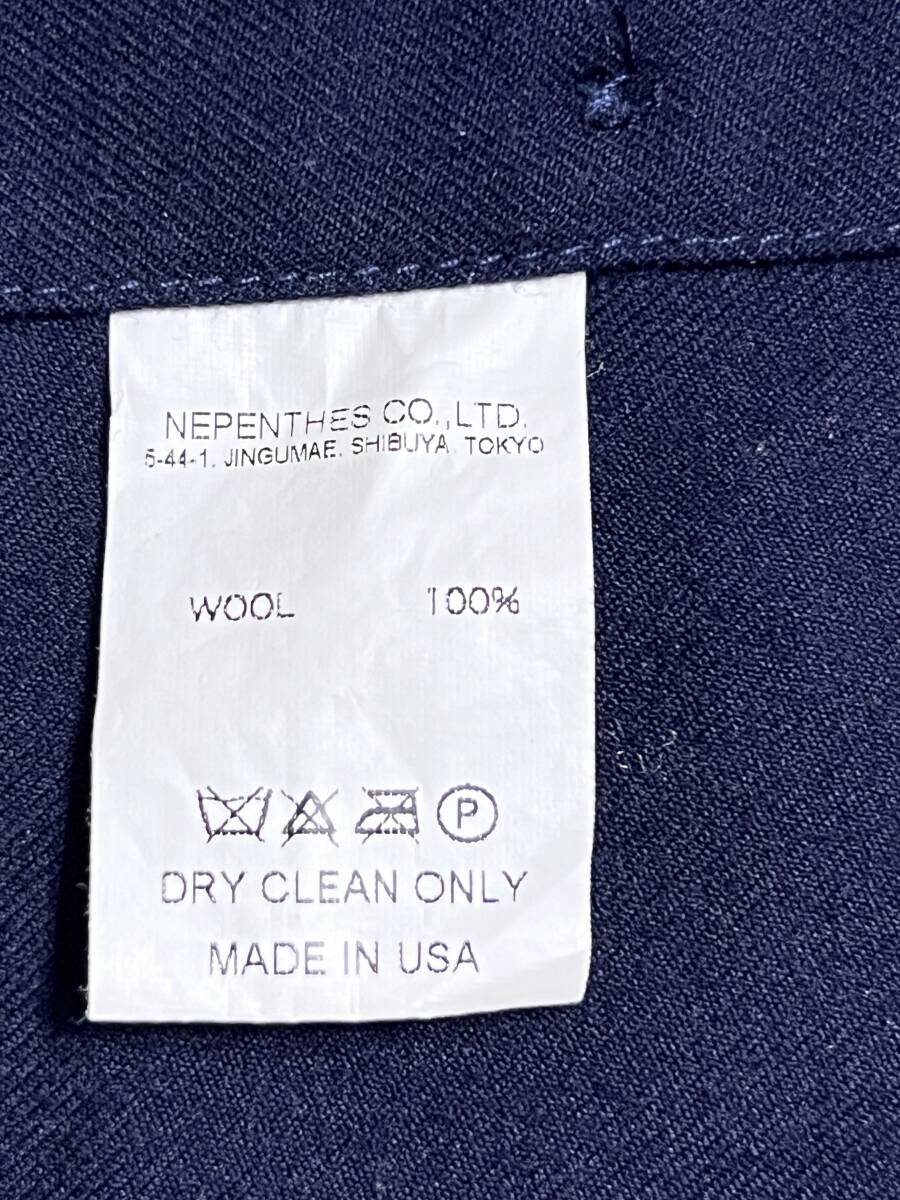 NEPENTHES CO.,LTD.
5-44-1, JINGUMAE, SHIBUYA, TOKYO
WOOL 100%
P
DRY CLEAN ONLY
MADE IN USA